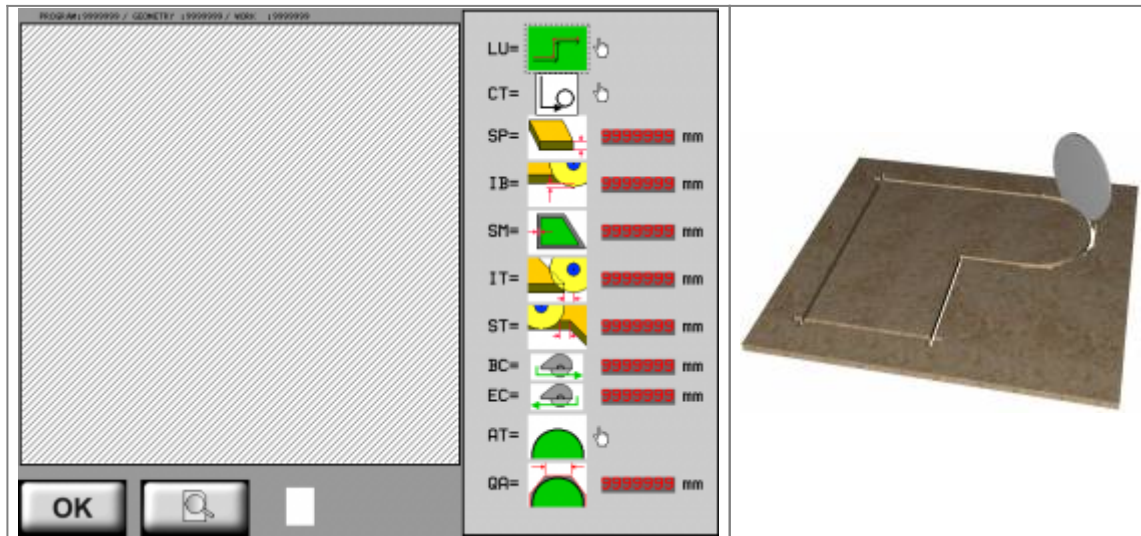 PROGRAM:9999999 / GEOMETRY :9999999 / WORK :9999999
LU=
CT=
SP= 9999999 mm
IB= 9999999 mm
SM= 9999999 mm
IT= 9999999 mm
ST= 9999999 mm
BC= 9999999 mm
EC= 9999999 mm
AT=
QA= 9999999 mm
OK